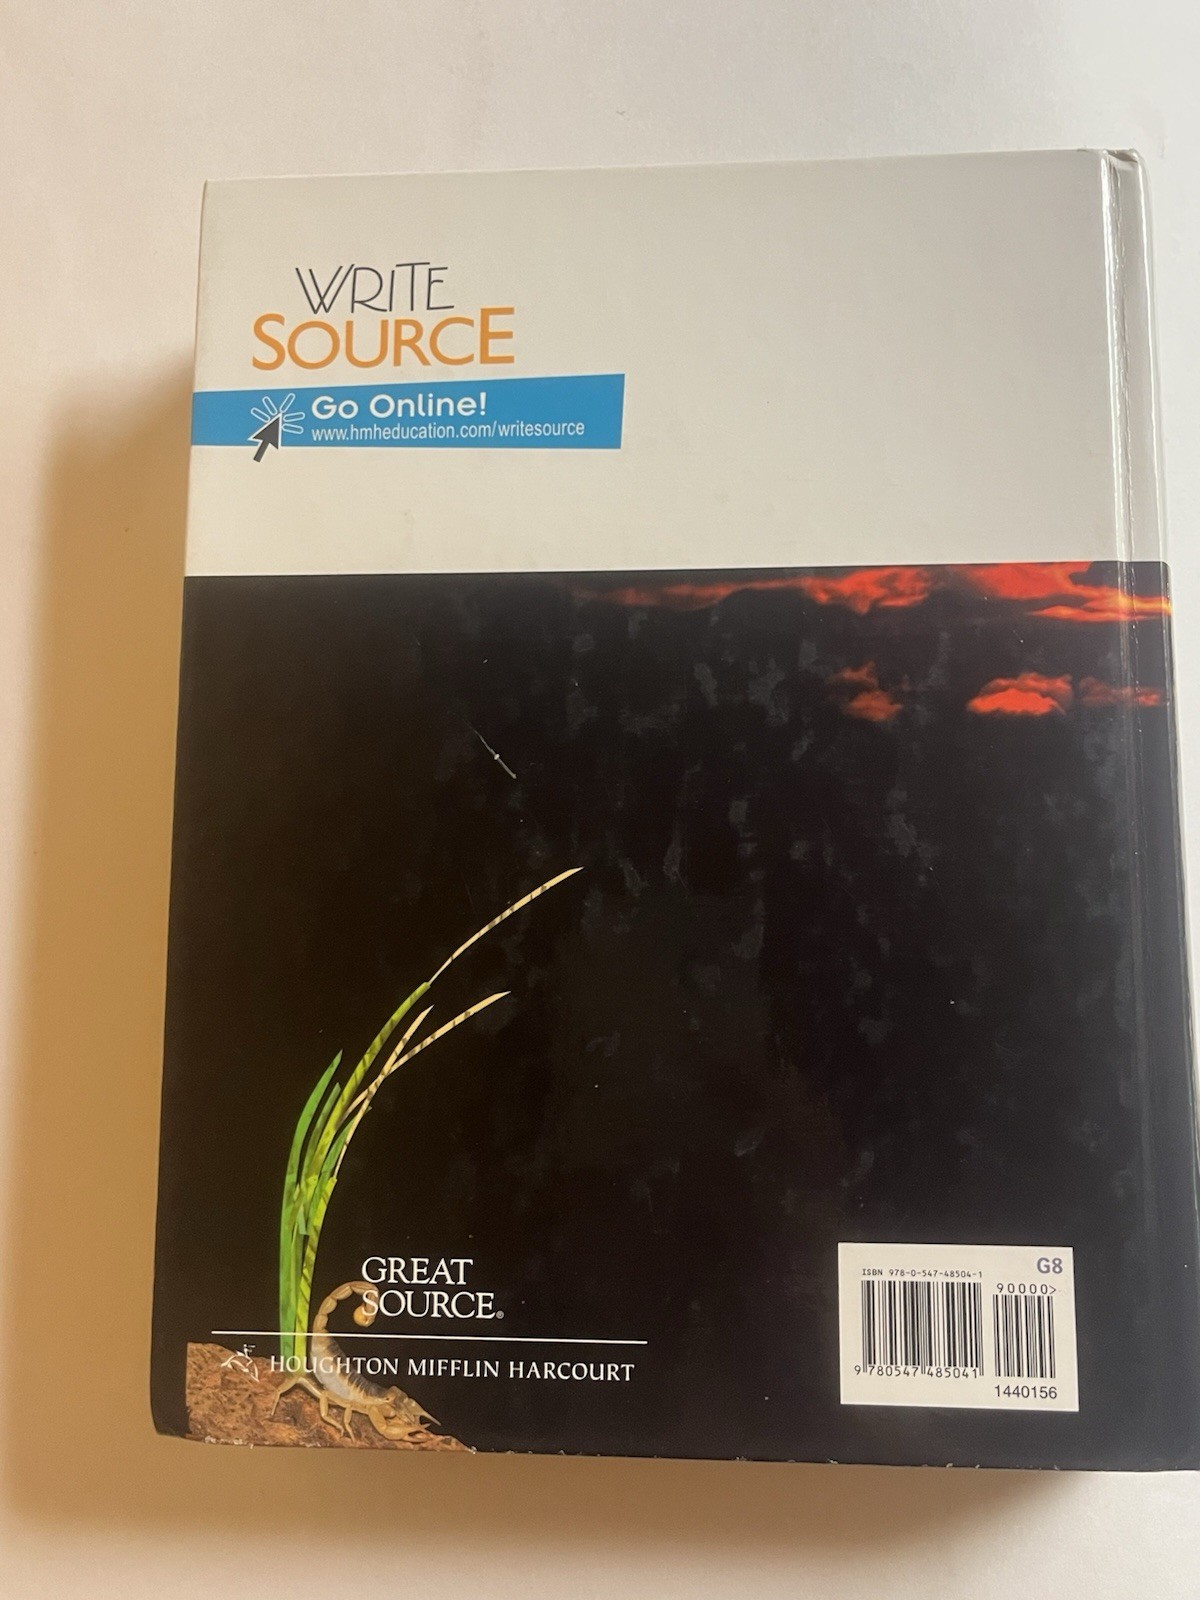 WRITE
SOURCE
Go Online!
www.hmheducation.com/writesource
GREAT
SOURCE®
HOUGHTON MIFFLIN HARCOURT
G8
ISBN 978-0-547-48504-1
90000>
9 780547 485041
1440156